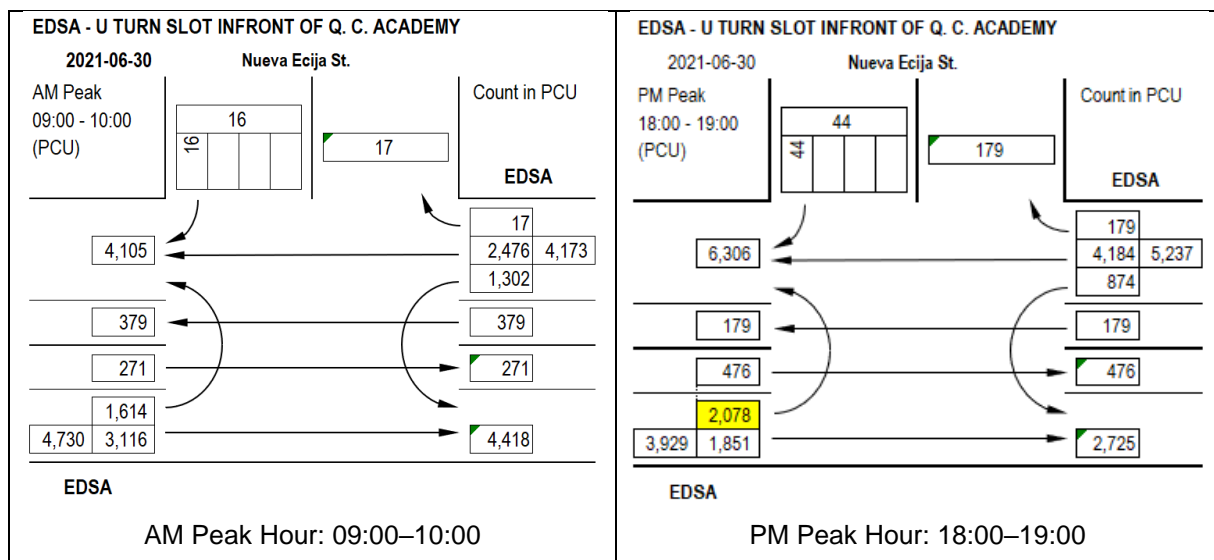 EDSA - U TURN SLOT INFRONT OF Q. C. ACADEMY
2021-06-30 Nueva Ecija St.
AM Peak
09:00 - 10:00
(PCU)
16
16
17
Count in PCU
EDSA
17
4,105 2,476 4,173
1,302
379 379
271 271
1,614
4,730 3,116 4,418
EDSA
AM Peak Hour: 09:00–10:00
EDSA - U TURN SLOT INFRONT OF Q. C. ACADEMY
2021-06-30 Nueva Ecija St.
PM Peak
18:00 - 19:00
(PCU)
44
44
179
Count in PCU
EDSA
179
6,306 4,184 5,237
874
179 179
476 476
2,078
3,929 1,851 2,725
EDSA
PM Peak Hour: 18:00–19:00